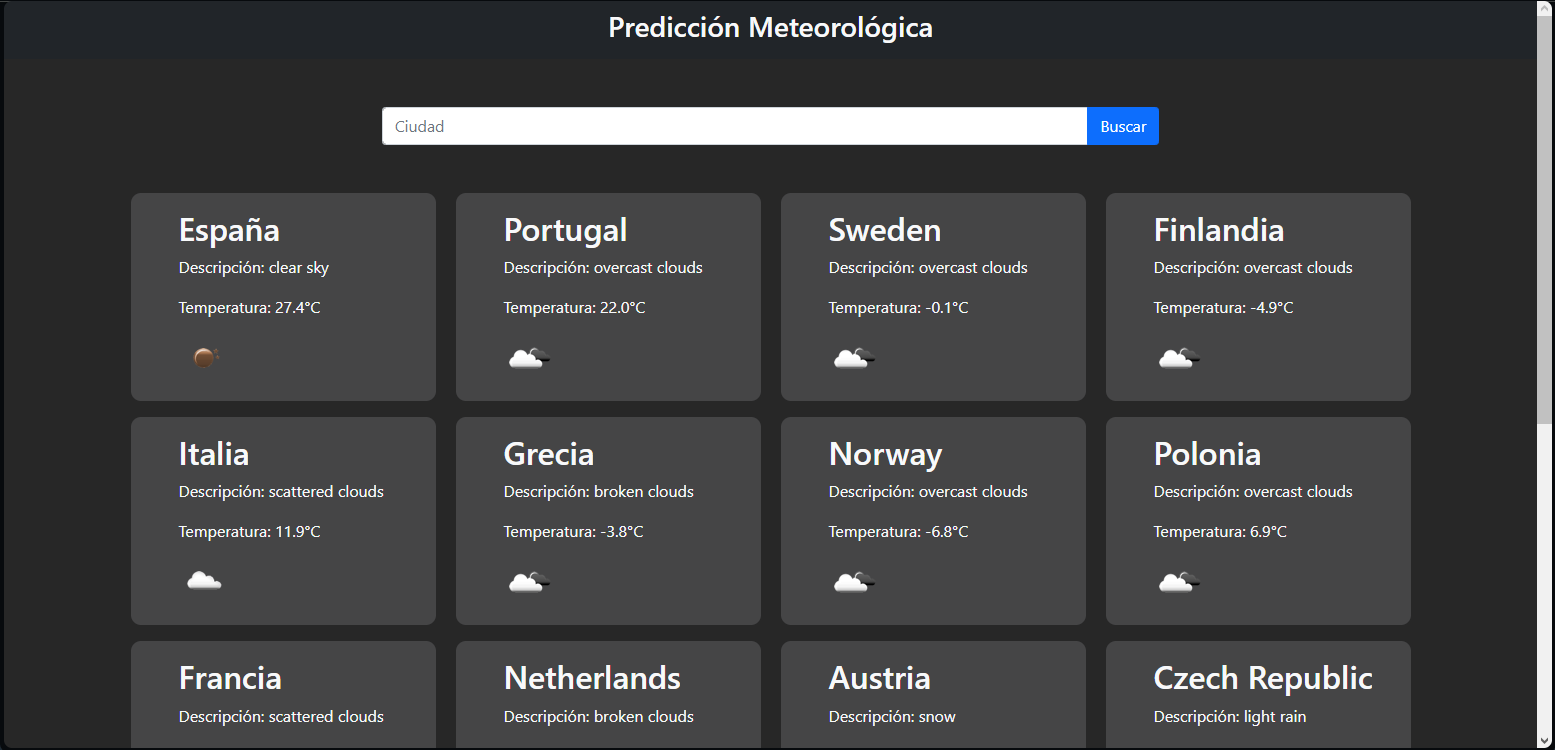 Predicción Meteorológica
Ciudad
Buscar
España
Descripción: clear sky
Temperatura: 27.4°C
Portugal
Descripción: overcast clouds
Temperatura: 22.0°C
Sweden
Descripción: overcast clouds
Temperatura: -0.1°C
Finlandia
Descripción: overcast clouds
Temperatura: -4.9°C
Italia
Descripción: scattered clouds
Temperatura: 11.9°C
Grecia
Descripción: broken clouds
Temperatura: -3.8°C
Norway
Descripción: overcast clouds
Temperatura: -6.8°C
Polonia
Descripción: overcast clouds
Temperatura: 6.9°C
Francia
Descripción: scattered clouds
Netherlands
Descripción: broken clouds
Austria
Descripción: snow
Czech Republic
Descripción: light rain